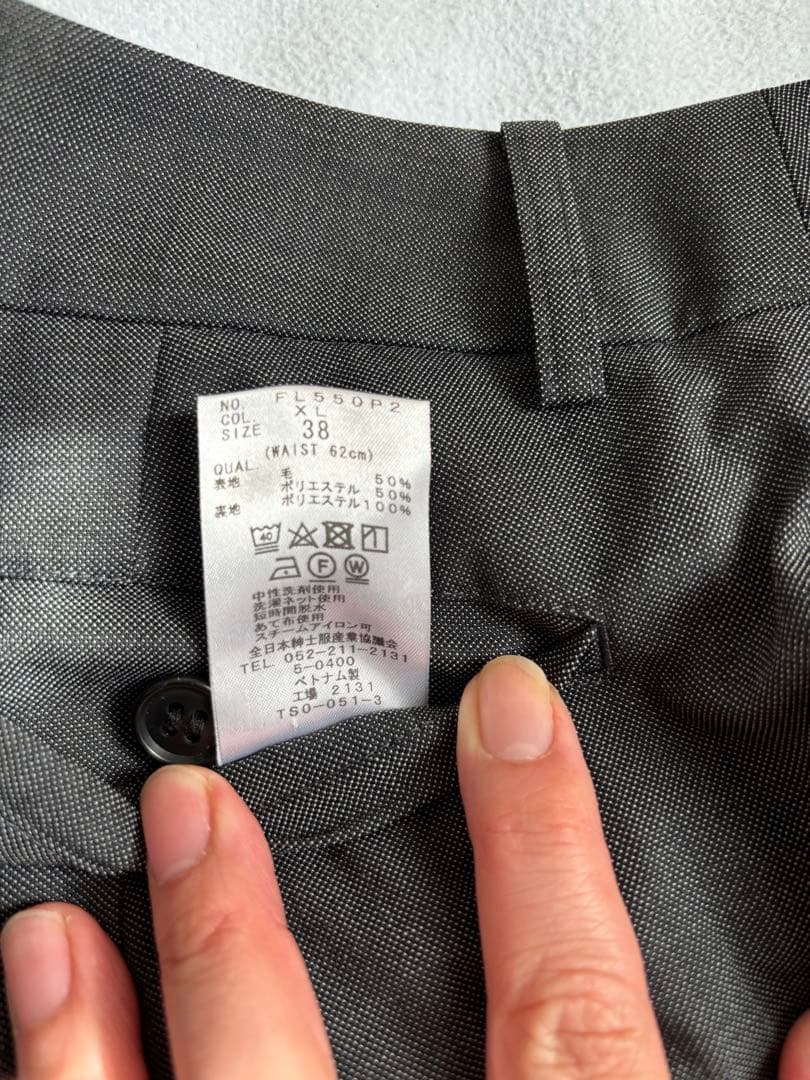 NO. FL550P2
COL. XL
SIZE 38
(WAIST 62cm)
QUAL.
表地 毛 50%
ポリエステル 50%
裏地 ポリエステル100%
40
F W
中性洗剤使用
洗濯ネット使用
短時間脱水
あて布使用
スチームアイロン可
全日本紳士服産業協議会
TEL. 052-211-2131
5-0400
ベトナム製
工場 2131
TSO-051-3